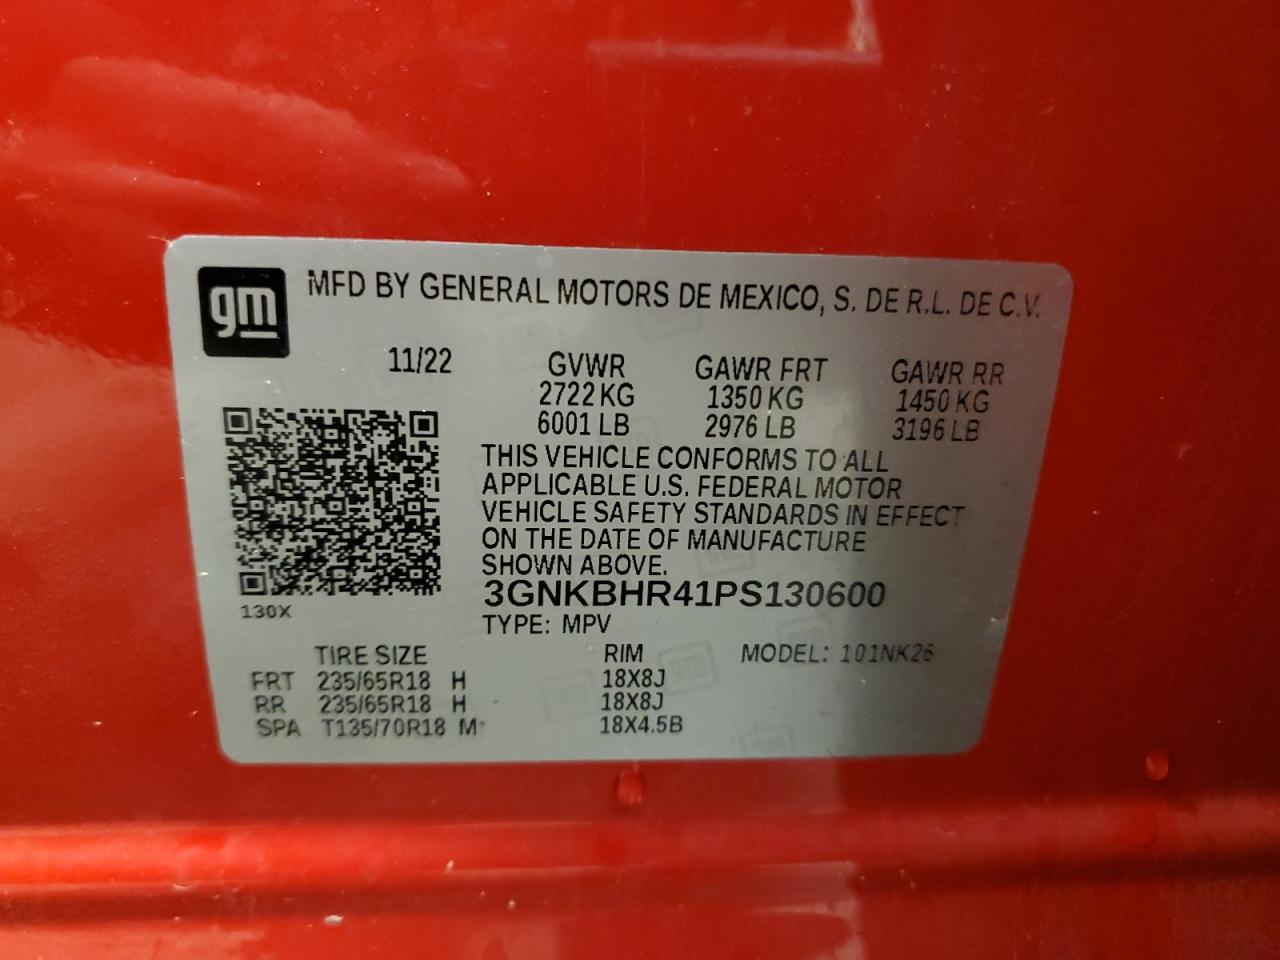 gm
MFD BY GENERAL MOTORS DE MEXICO, S. DE R.L. DE C.V.
11/22 GVWR GAWR FRT GAWR RR
2722 KG 1350 KG 1450 KG
6001 LB 2976 LB 3196 LB
THIS VEHICLE CONFORMS TO ALL
APPLICABLE U.S. FEDERAL MOTOR
VEHICLE SAFETY STANDARDS IN EFFECT
ON THE DATE OF MANUFACTURE
SHOWN ABOVE.
3GNKBHR41PS130600
130X
TYPE: MPV
TIRE SIZE RIM MODEL: 101NK26
FRT 235/65R18 H 18X8J
RR 235/65R18 H 18X8J
SPA T135/70R18 M 18X4.5B